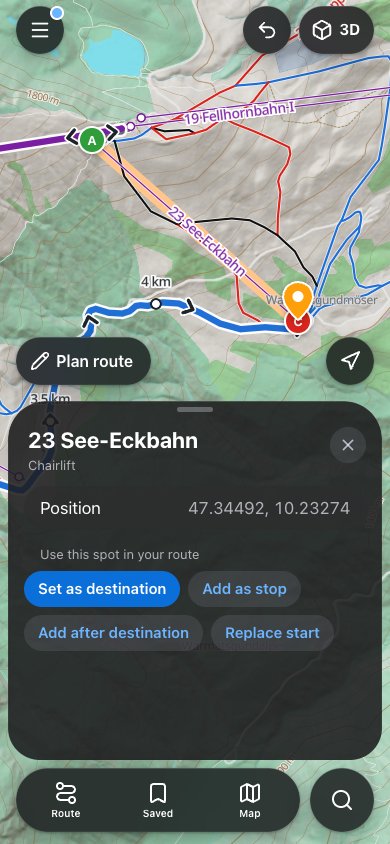 3D
1800 m
19 Fellhornbahn I
A
23 See-Eckbahn
4 km
Plan route
3.5 km
23 See-Eckbahn
Chairlift
Position
47.34492, 10.23274
Use this spot in your route
Set as destination
Add as stop
Add after destination
Replace start
Route
Saved
Map